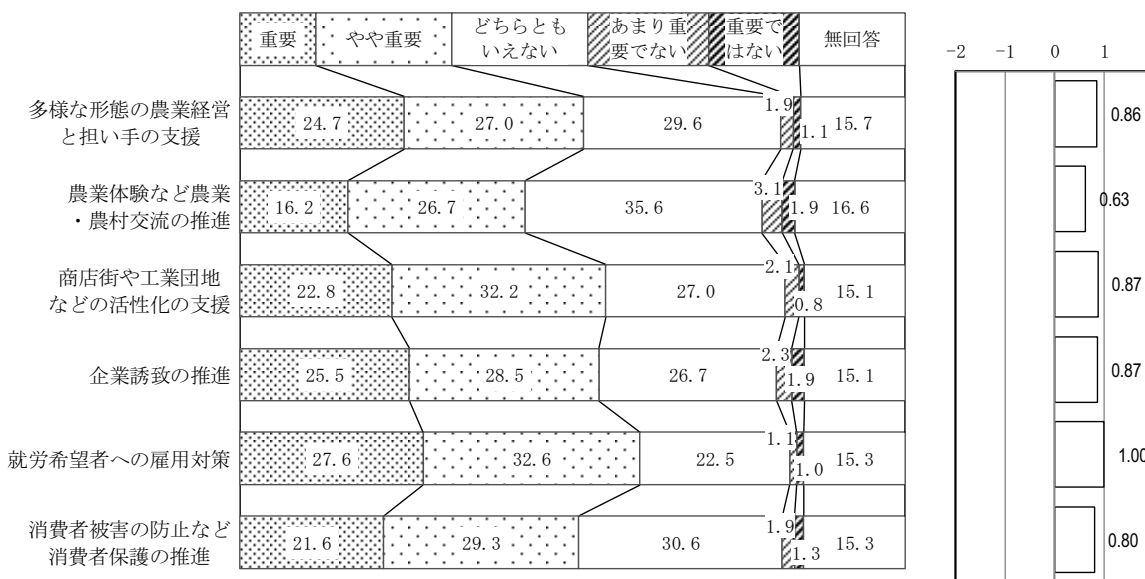 重要 やや重要 どちらとも あまり重 重要で 無回答
いえない 要でない はない
-2 -1 0 1
多様な形態の農業経営
と担い手の支援
24.7 27.0 29.6 1.9 1.1 15.7 0.86
農業体験など農業
・農村交流の推進
16.2 26.7 35.6 3.1 1.9 16.6 0.63
商店街や工業団地
などの活性化の支援
22.8 32.2 27.0 2.1 0.8 15.1 0.87
企業誘致の推進 25.5 28.5 26.7 2.3 1.9 15.1 0.87
就労希望者への雇用対策 27.6 32.6 22.5 1.1 1.0 15.3 1.00
消費者被害の防止など
消費者保護の推進
21.6 29.3 30.6 1.9 1.3 15.3 0.80